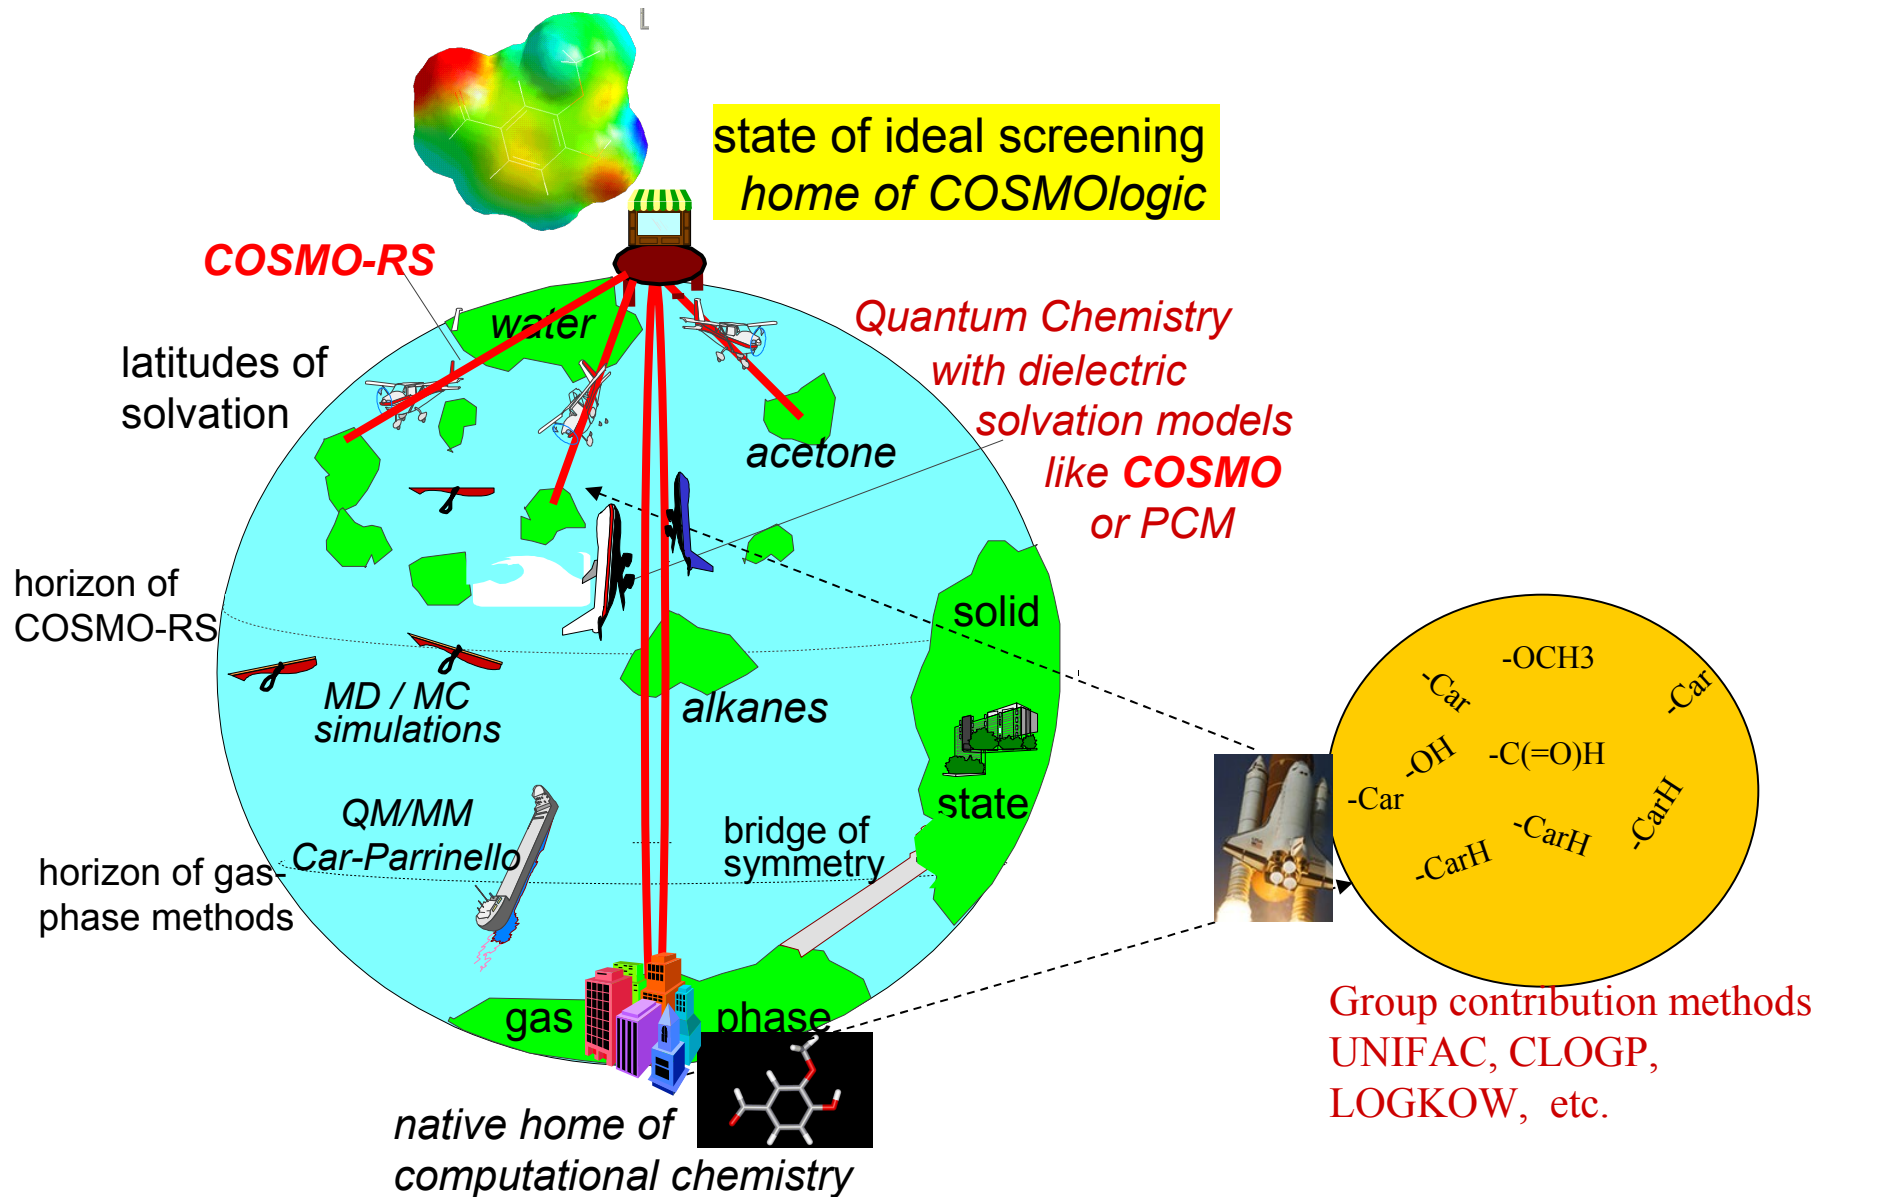 state of ideal screening
home of COSMOlogic
COSMO-RS
water
latitudes of
solvation
Quantum Chemistry
with dielectric
solvation models
like COSMO
or PCM
acetone
horizon of
COSMO-RS
solid
state
MD / MC
simulations
alkanes
QM/MM
Car-Parrinello
bridge of
symmetry
horizon of gas-
phase methods
gas phase
native home of
computational chemistry
-OCH3
-Car
-Car
-OH
-C(=O)H
-Car
-CarH
-CarH
-CarH
Group contribution methods
UNIFAC, CLOGP,
LOGKOW, etc.